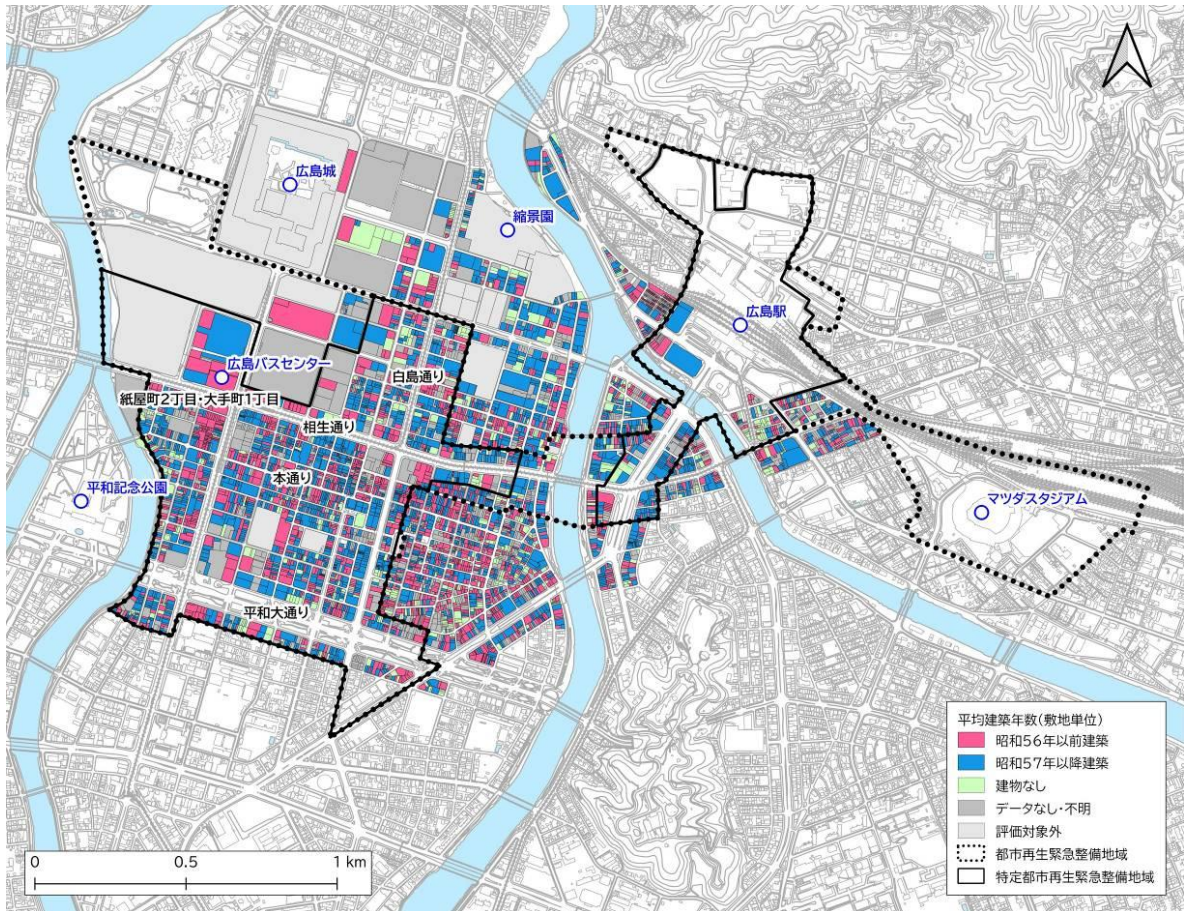 広島城
縮景園
広島駅
広島バスセンター
白島通り
紙屋町2丁目・大手町1丁目
相生通り
本通り
平和記念公園
マツダスタジアム
平和大通り
平均建築年数(敷地単位)
昭和56年以前建築
昭和57年以降建築
建物なし
データなし・不明
評価対象外
都市再生緊急整備地域
特定都市再生緊急整備地域
0 0.5 1 km